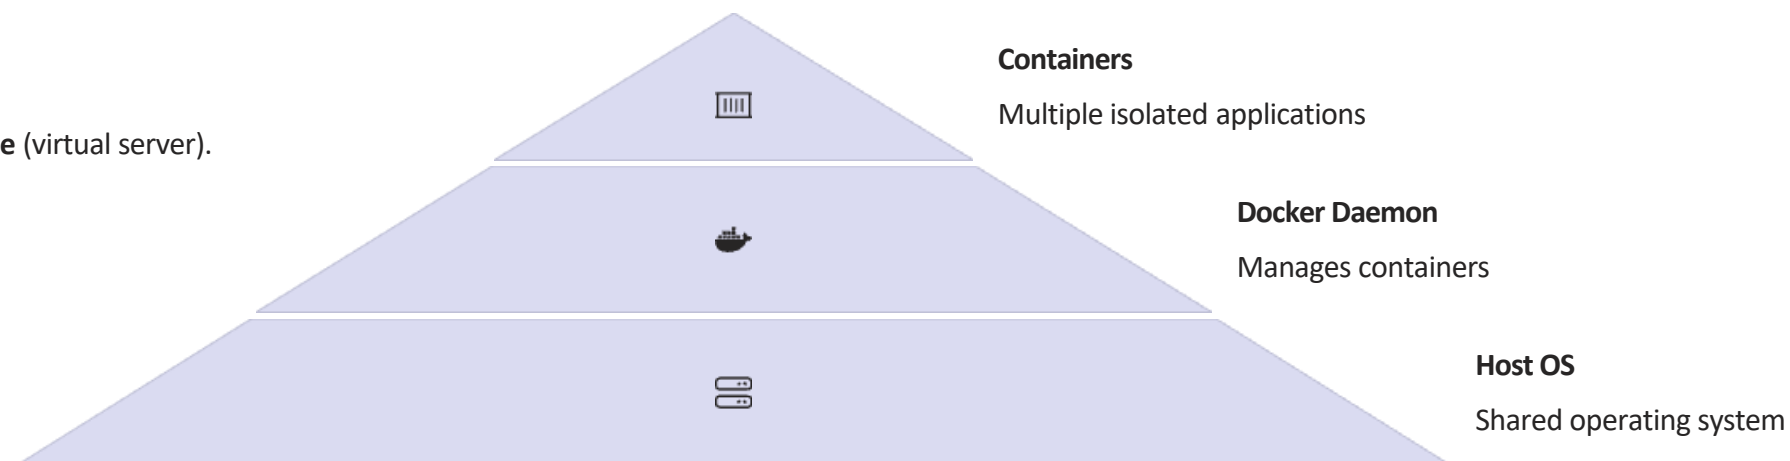 Containers
Multiple isolated applications
e (virtual server).
Docker Daemon
Manages containers
Host OS
Shared operating system